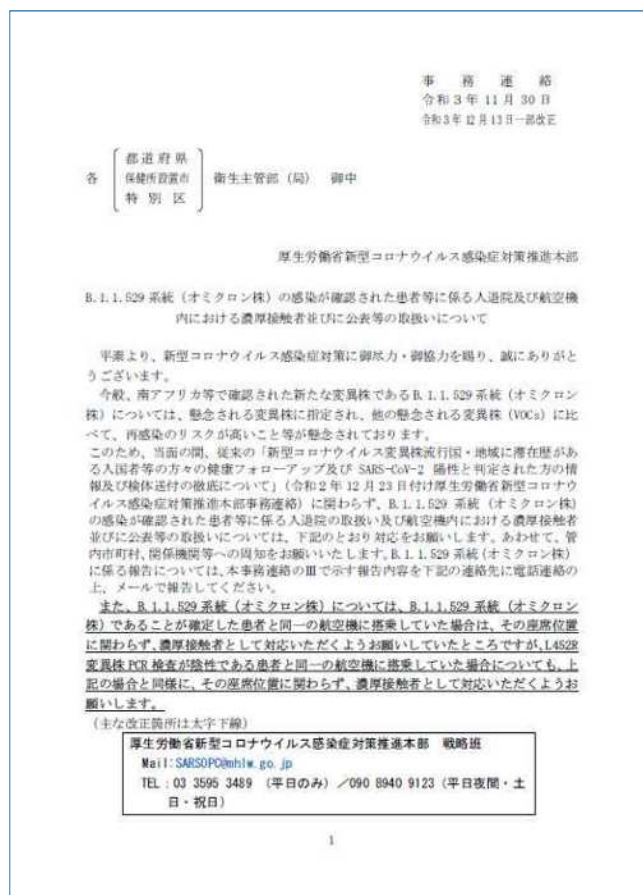 事 務 連 絡
令和3年11月30日
令和3年12月13日一部改正
各
都道府県
保健所設置市
特別区
衛生主管部（局） 御中
厚生労働省新型コロナウイルス感染症対策推進本部
B.1.1.529 系統（オミクロン株）の感染が確認された患者等に係る入退院及び航空機
内における濃厚接触者並びに公表等の取扱いについて
平素より、新型コロナウイルス感染症対策に御尽力・御協力を賜り、誠にありがと
うございます。
今般、南アフリカ等で確認された新たな変異株であるB.1.1.529 系統（オミクロン
株）については、懸念される変異株に指定され、他の懸念される変異株（VOCs）に比
べて、再感染のリスクが高いこと等が懸念されております。
このため、当面の間、従来の「新型コロナウイルス変異株流行国・地域に滞在歴があ
る入国者等の方々の健康フォローアップ及び SARS-CoV-2 陽性と判定された方の情
報及び検体送付の徹底について」（令和2年12月23日付け厚生労働省新型コロナウ
イルス感染症対策推進本部事務連絡）に関わらず、B.1.1.529 系統（オミクロン株）
の感染が確認された患者等に係る入退院の取扱い及び航空機内における濃厚接触者
並びに公表等の取扱いについては、下記のとおり対応をお願いします。あわせて、管
内市町村、関係機関等への周知をお願いいたします。B.1.1.529 系統（オミクロン株）
に係る報告については、本事務連絡のⅢで示す報告内容を下記の連絡先に電話連絡の
上、メールで報告してください。
また、B.1.1.529 系統（オミクロン株）については、B.1.1.529 系統（オミクロン
株）であることが確定した患者と同一の航空機に搭乗していた場合は、その座席位置
に関わらず、濃厚接触者として対応いただくようお願いしていたところですが、L452R
変異株 PCR 検査が陰性である患者と同一の航空機に搭乗していた場合についても、上
記の場合と同様に、その座席位置に関わらず、濃厚接触者として対応いただくようお
願いします。
（主な改正箇所は太字下線）
厚生労働省新型コロナウイルス感染症対策推進本部 戦略班
Mail:SARSOPC@mhlw.go.jp
TEL：03 3595 3489 （平日のみ）／090 8940 9123（平日夜間・土
日・祝日）
1